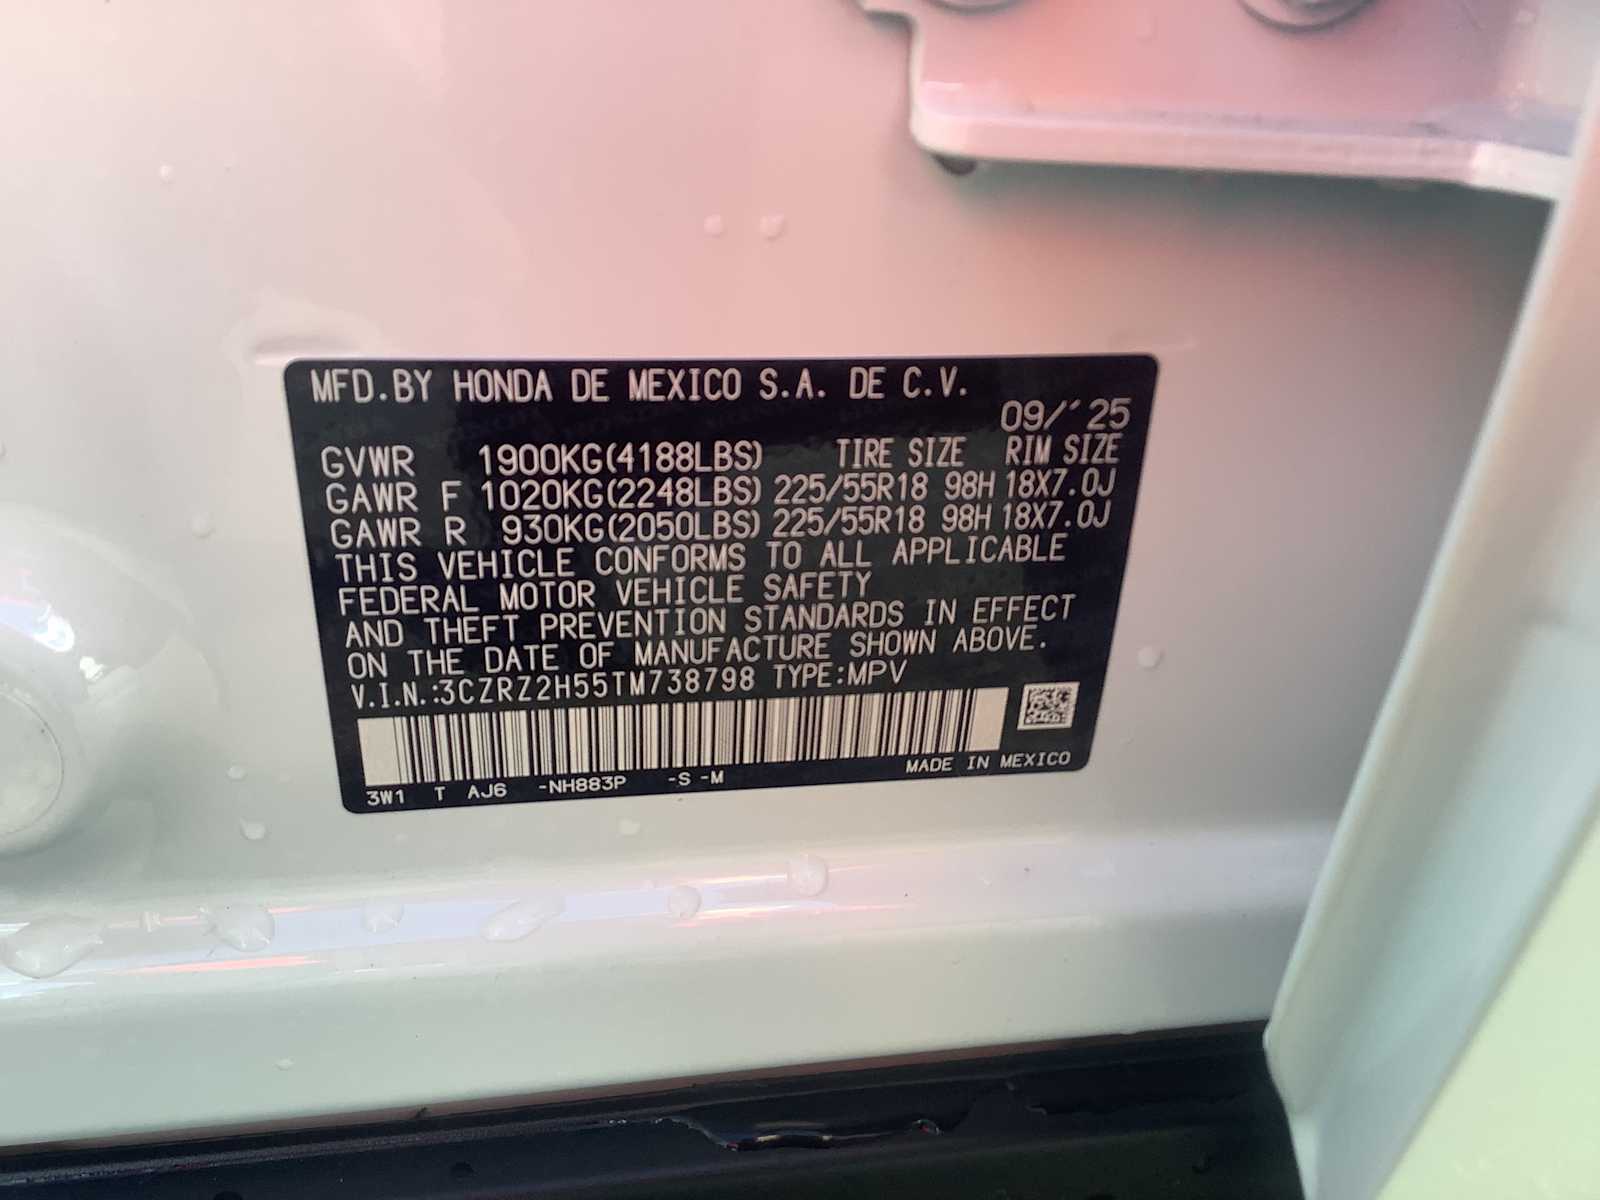 MFD.BY HONDA DE MEXICO S.A. DE C.V.
09/'25
GVWR 1900KG(4188LBS) TIRE SIZE RIM SIZE
GAWR F 1020KG(2248LBS) 225/55R18 98H 18X7.0J
GAWR R 930KG(2050LBS) 225/55R18 98H 18X7.0J
THIS VEHICLE CONFORMS TO ALL APPLICABLE
FEDERAL MOTOR VEHICLE SAFETY
AND THEFT PREVENTION STANDARDS IN EFFECT
ON THE DATE OF MANUFACTURE SHOWN ABOVE.
V.I.N.:3CZRZ2H55TM738798 TYPE:MPV
MADE IN MEXICO
3W1 T AJ6 -NH883P -S -M